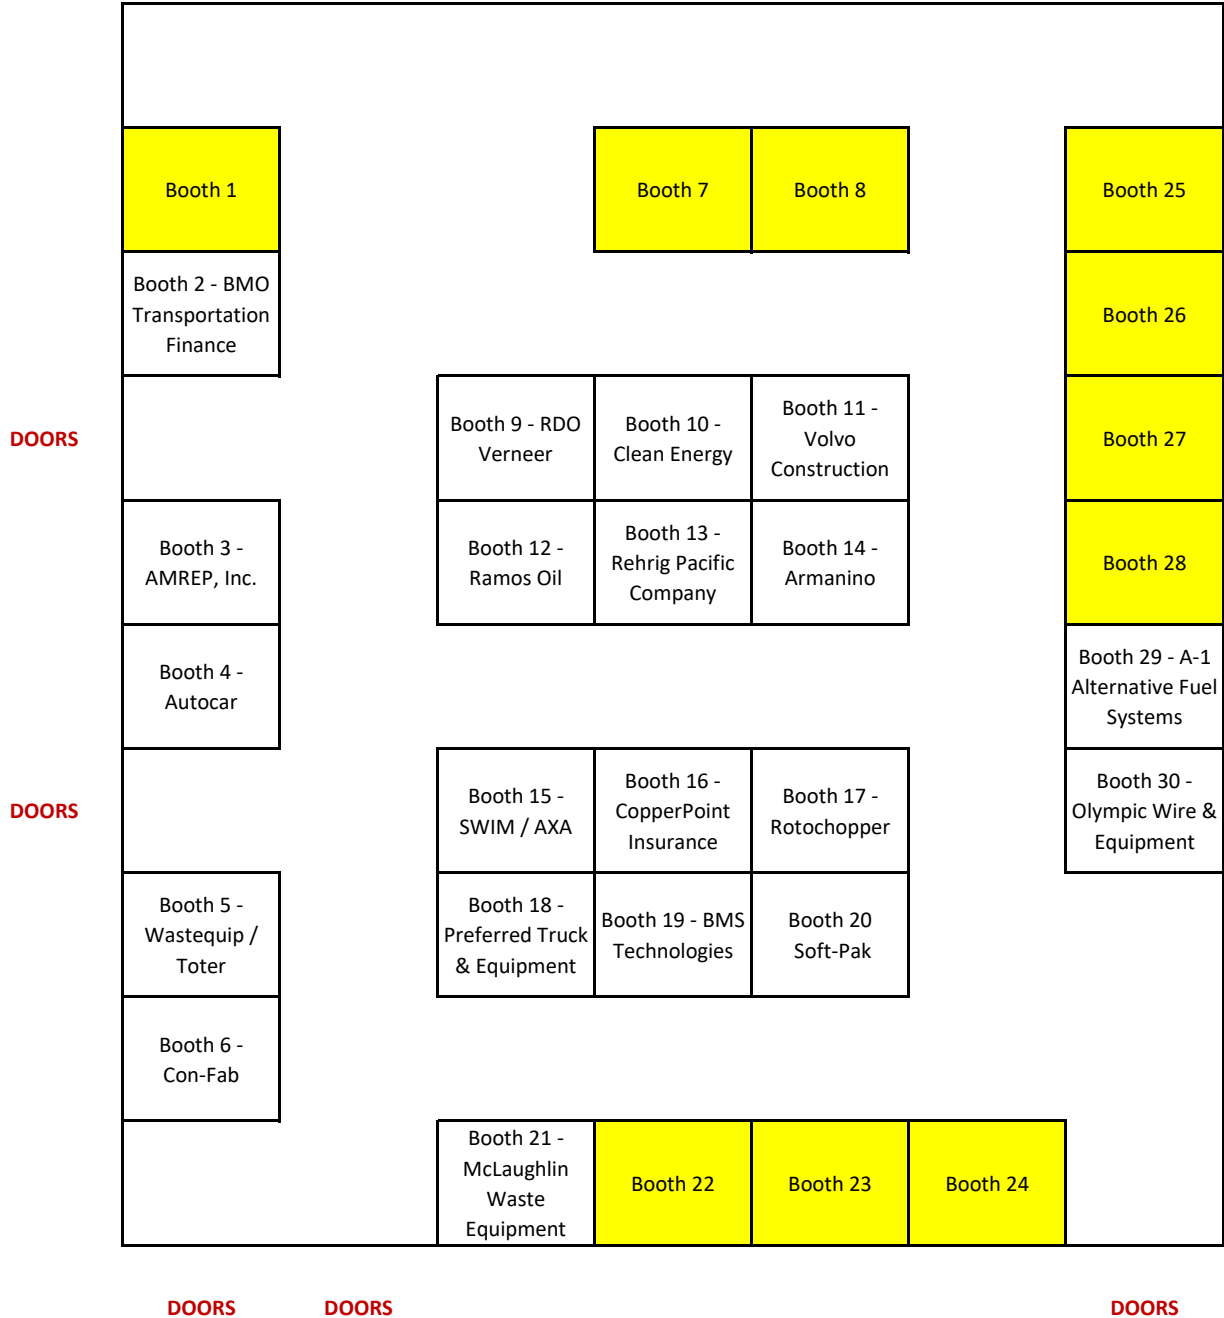 Booth 1
Booth 7
Booth 8
Booth 25
Booth 2 - BMO
Transportation
Finance
Booth 26
DOORS
Booth 9 - RDO
Verneer
Booth 10 -
Clean Energy
Booth 11 -
Volvo
Construction
Booth 27
Booth 3 -
AMREP, Inc.
Booth 12 -
Ramos Oil
Booth 13 -
Rehrig Pacific
Company
Booth 14 -
Armanino
Booth 28
Booth 4 -
Autocar
Booth 29 - A-1
Alternative Fuel
Systems
DOORS
Booth 15 -
SWIM / AXA
Booth 16 -
CopperPoint
Insurance
Booth 17 -
Rotochopper
Booth 30 -
Olympic Wire &
Equipment
Booth 5 -
Wastequip /
Toter
Booth 18 -
Preferred Truck
& Equipment
Booth 19 - BMS
Technologies
Booth 20
Soft-Pak
Booth 6 -
Con-Fab
Booth 21 -
McLaughlin
Waste
Equipment
Booth 22
Booth 23
Booth 24
DOORS
DOORS
DOORS